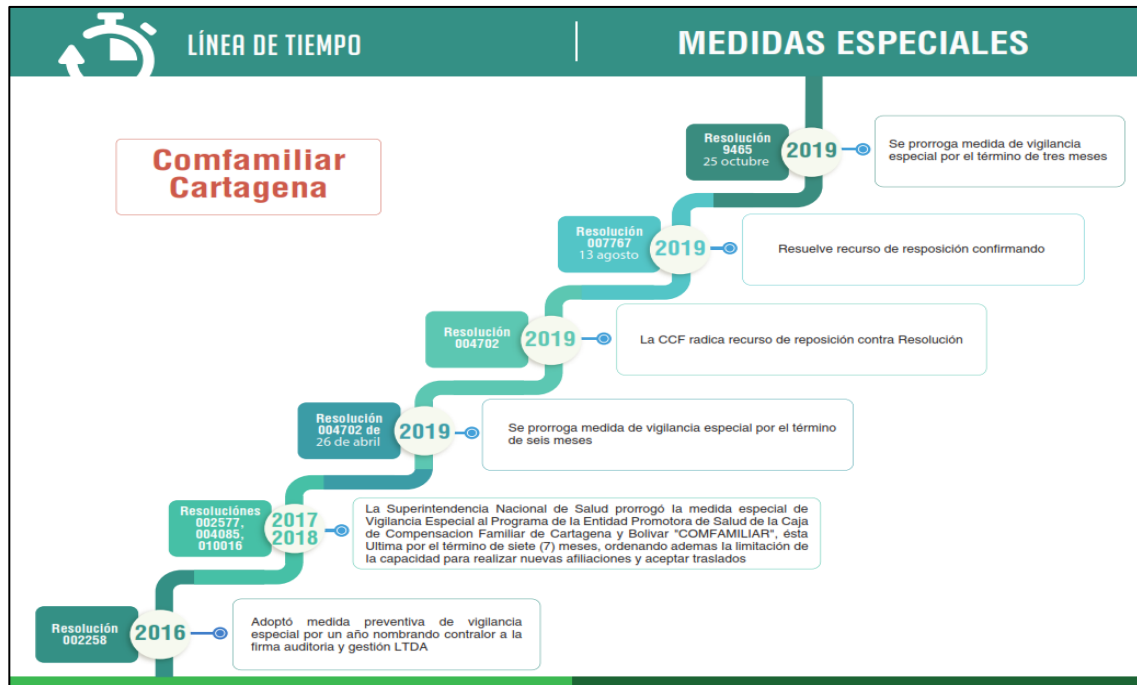 LÍNEA DE TIEMPO
MEDIDAS ESPECIALES
Comfamiliar
Cartagena
Resolución
9465
25 octubre
2019
Se prorroga medida de vigilancia
especial por el término de tres meses
Resolución
007767
13 agosto
2019
Resuelve recurso de resposición confirmando
Resolución
004702
2019
La CCF radica recurso de reposición contra Resolución
Resolución
004702 de
26 de abril
2019
Se prorroga medida de vigilancia especial por el término
de seis meses
Resoluciónes
002577,
004085,
010016
2017
2018
La Superintendencia Nacional de Salud prorrogó la medida especial de
Vigilancia Especial al Programa de la Entidad Promotora de Salud de la Caja
de Compensacion Familiar de Cartagena y Bolivar "COMFAMILIAR", ésta
Ultima por el término de siete (7) meses, ordenando ademas la limitación de
la capacidad para realizar nuevas afiliaciones y aceptar traslados
Resolución
002258
2016
Adoptó medida preventiva de vigilancia
especial por un año nombrando contralor a la
firma auditoria y gestión LTDA